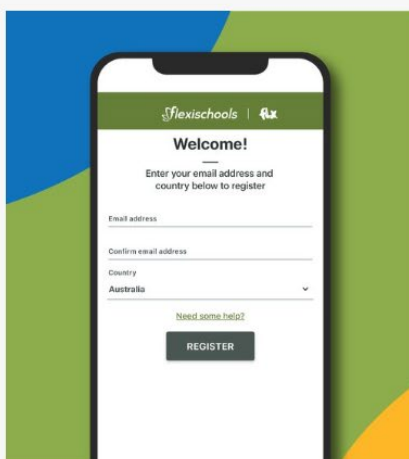 flexischools | flx
Welcome!
Enter your email address and
country below to register
Email address
Confirm email address
Country
Australia
Need some help?
REGISTER